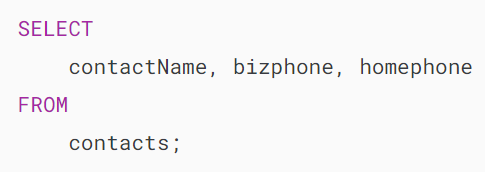 SELECT
    contactName, bizphone, homephone
FROM
    contacts;